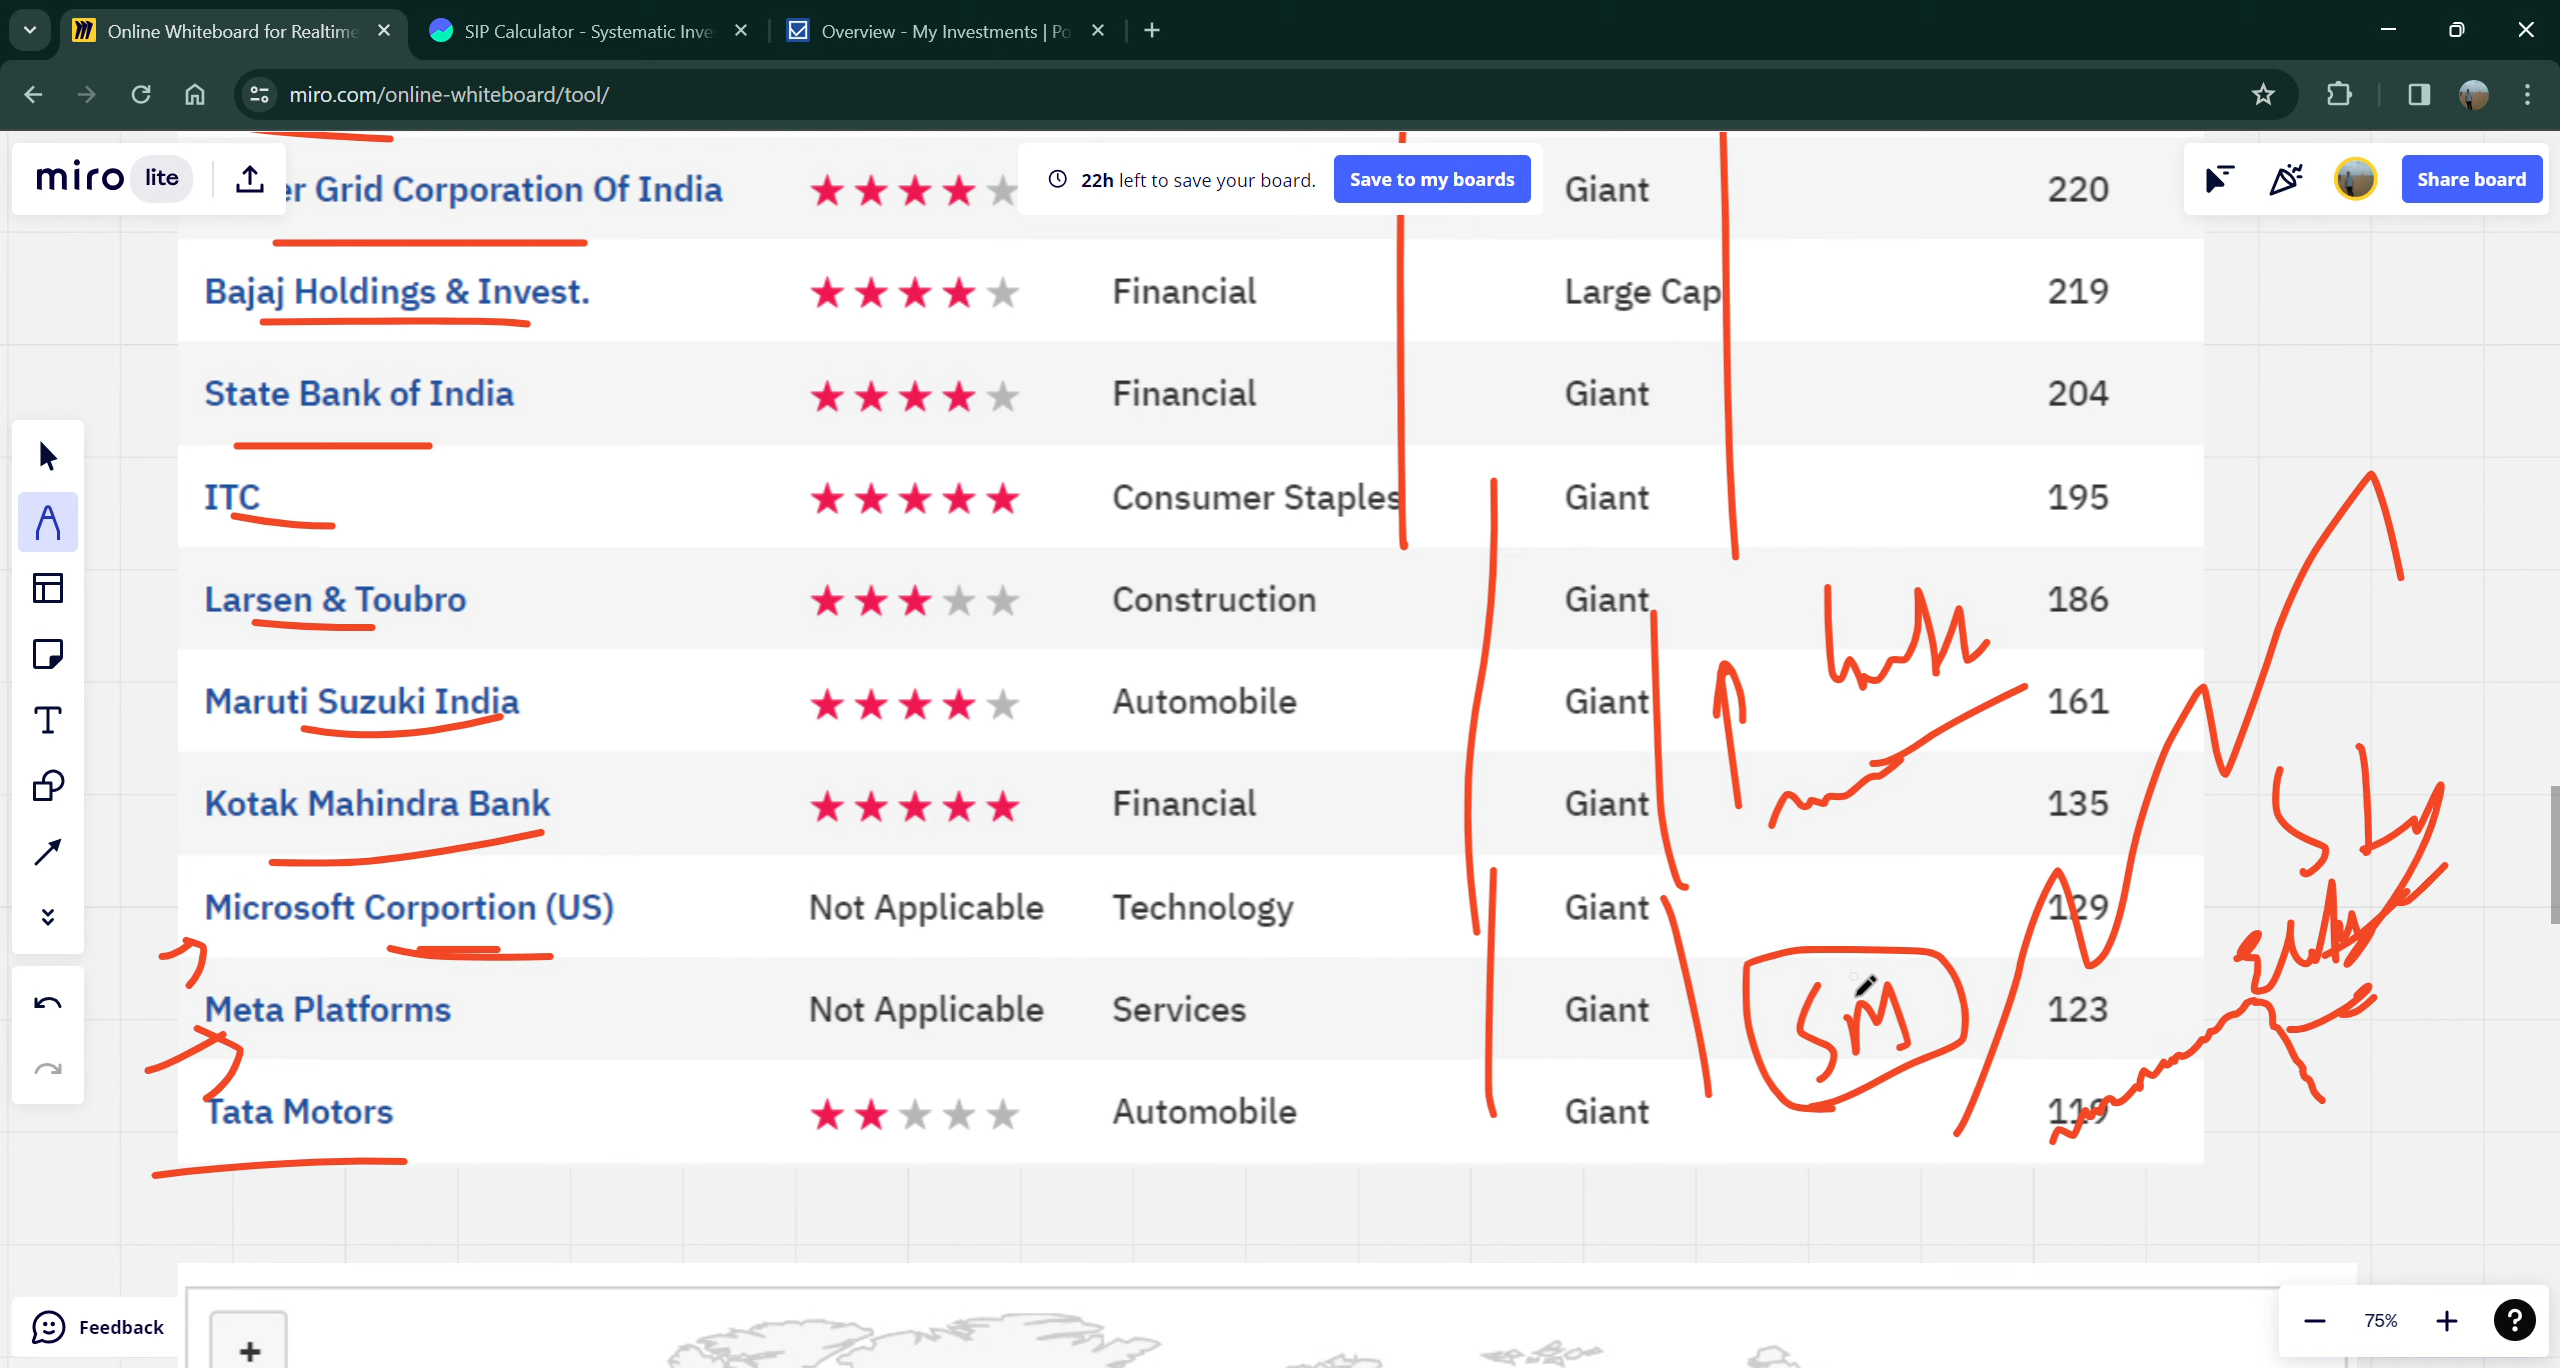 Online Whiteboard for Realtime
SIP Calculator - Systematic Inve
Overview - My Investments | Po
miro.com/online-whiteboard/tool/
miro lite
22h left to save your board.
Save to my boards
Share board
er Grid Corporation Of India Giant 220
Bajaj Holdings & Invest. Financial Large Cap 219
State Bank of India Financial Giant 204
ITC Consumer Staples Giant 195
Larsen & Toubro Construction Giant 186
Maruti Suzuki India Automobile Giant 161
Kotak Mahindra Bank Financial Giant 135
Microsoft Corportion (US) Not Applicable Technology Giant 129
Meta Platforms Not Applicable Services Giant 123
SM
Tata Motors Automobile Giant 119
Feedback
75%